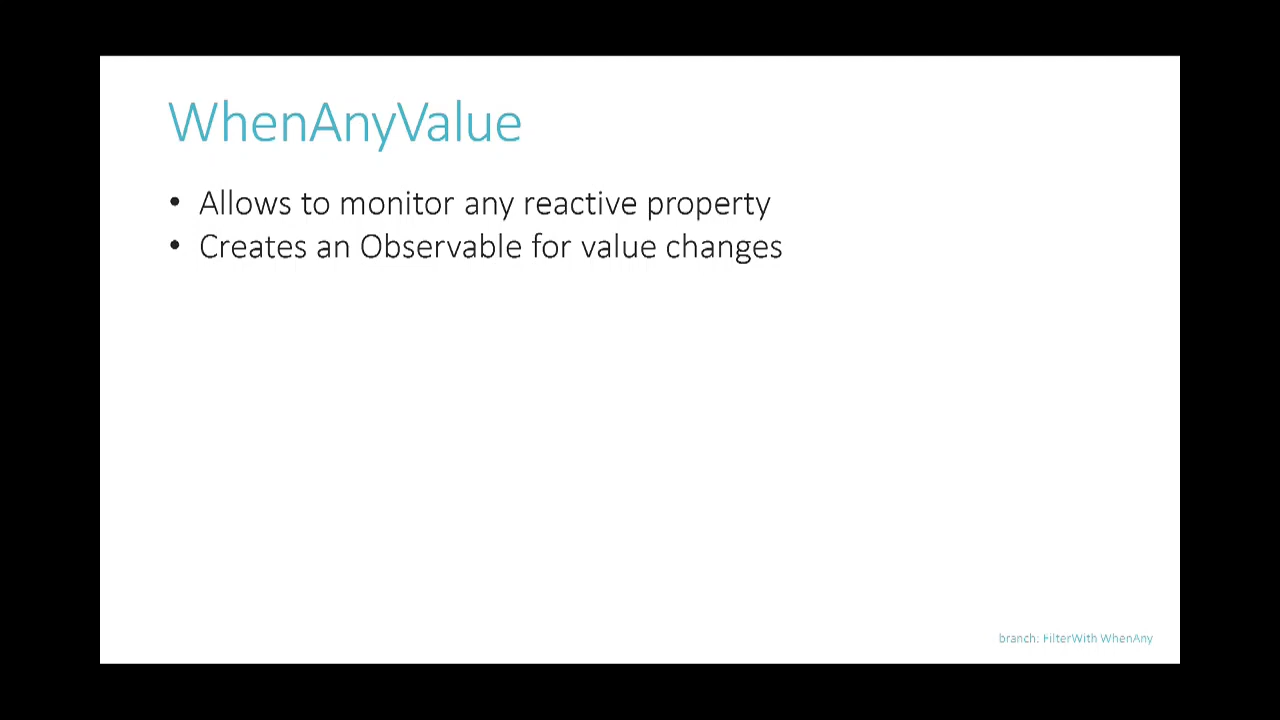 WhenAnyValue
• Allows to monitor any reactive property
• Creates an Observable for value changes
branch: FilterWith WhenAny